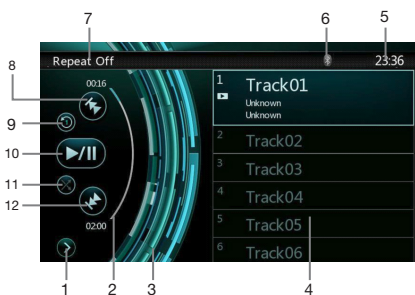 7
6
5
Repeat Off
23:36
8
00:16
1 Track01
Unknown
Unknown
9
1
2 Track02
10
3 Track03
11
4 Track04
12
02:00
5 Track05
6 Track06
1
2
3
4